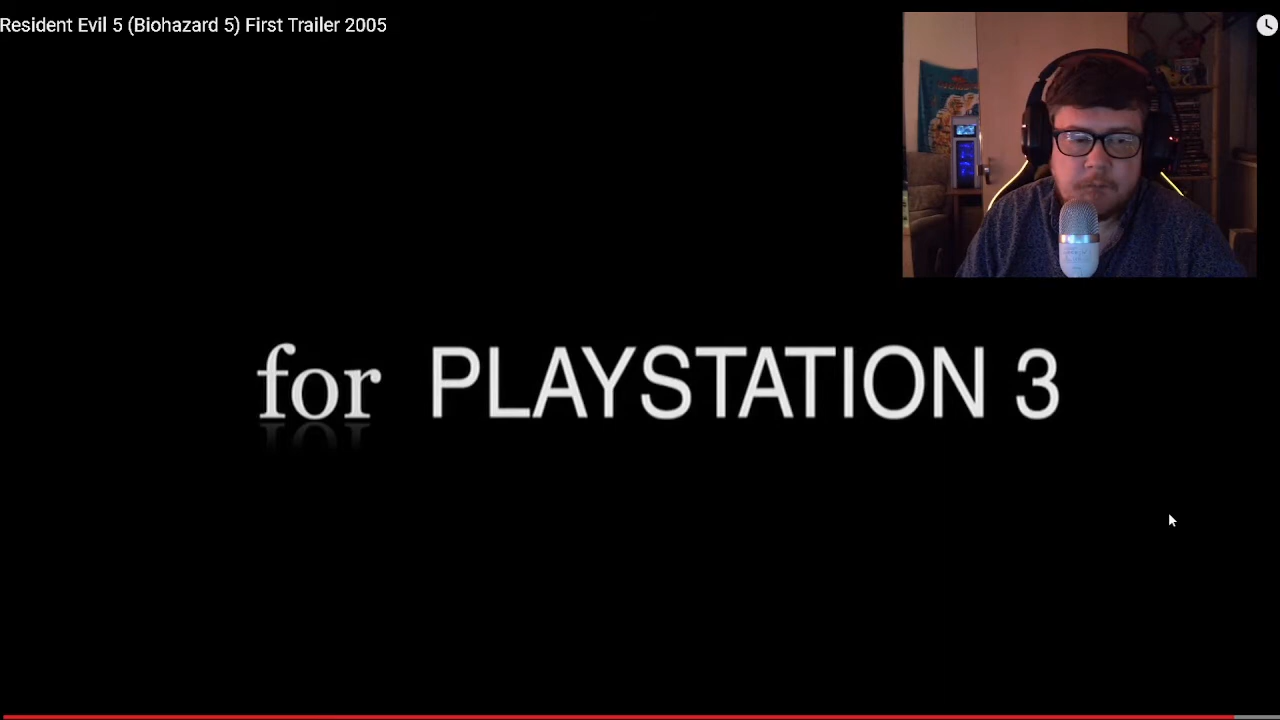 Resident Evil 5 (Biohazard 5) First Trailer 2005
for PLAYSTATION 3